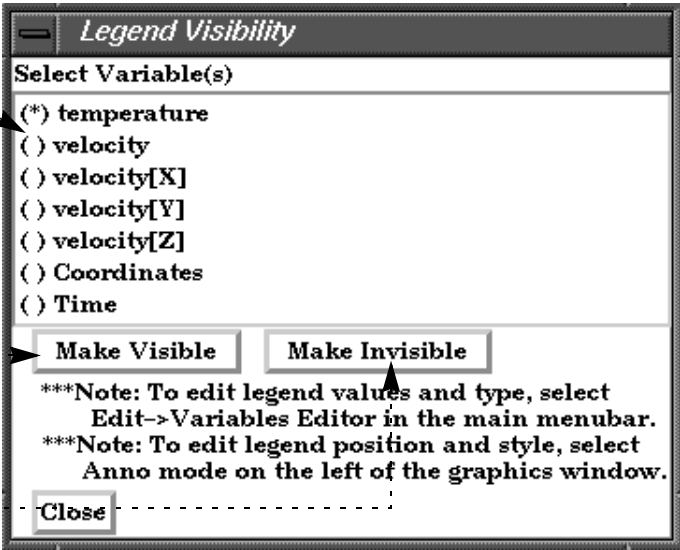 Legend Visibility
Select Variable(s)
(*) temperature
( ) velocity
( ) velocity[X]
( ) velocity[Y]
( ) velocity[Z]
( ) Coordinates
( ) Time
Make Visible Make Invisible
***Note: To edit legend values and type, select
Edit–>Variables Editor in the main menubar.
***Note: To edit legend position and style, select
Anno mode on the left of the graphics window.
Close